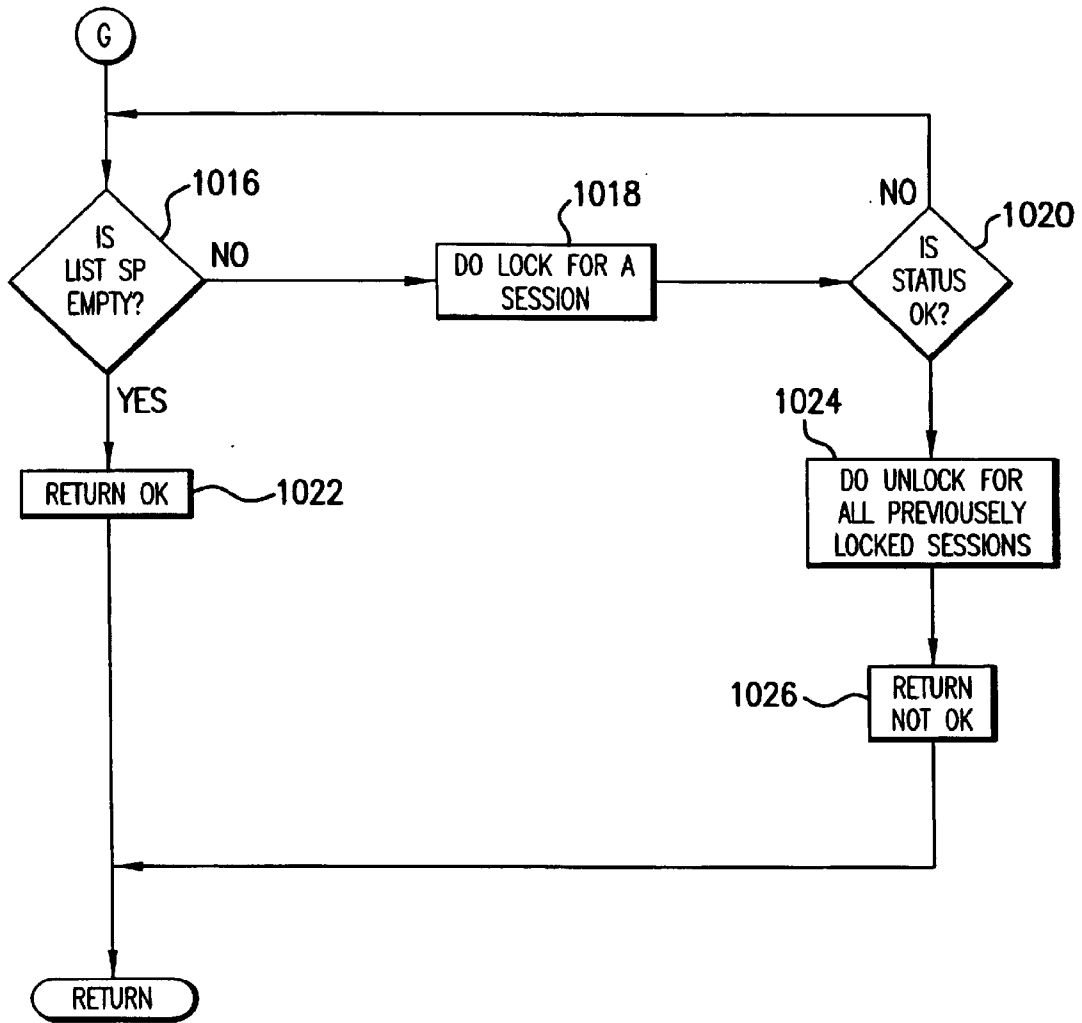 G
1016
IS
LIST SP
EMPTY?
NO
YES
1018
DO LOCK FOR A
SESSION
NO
1020
IS
STATUS
OK?
1022
RETURN OK
1024
DO UNLOCK FOR
ALL PREVIOUSELY
LOCKED SESSIONS
1026
RETURN
NOT OK
RETURN